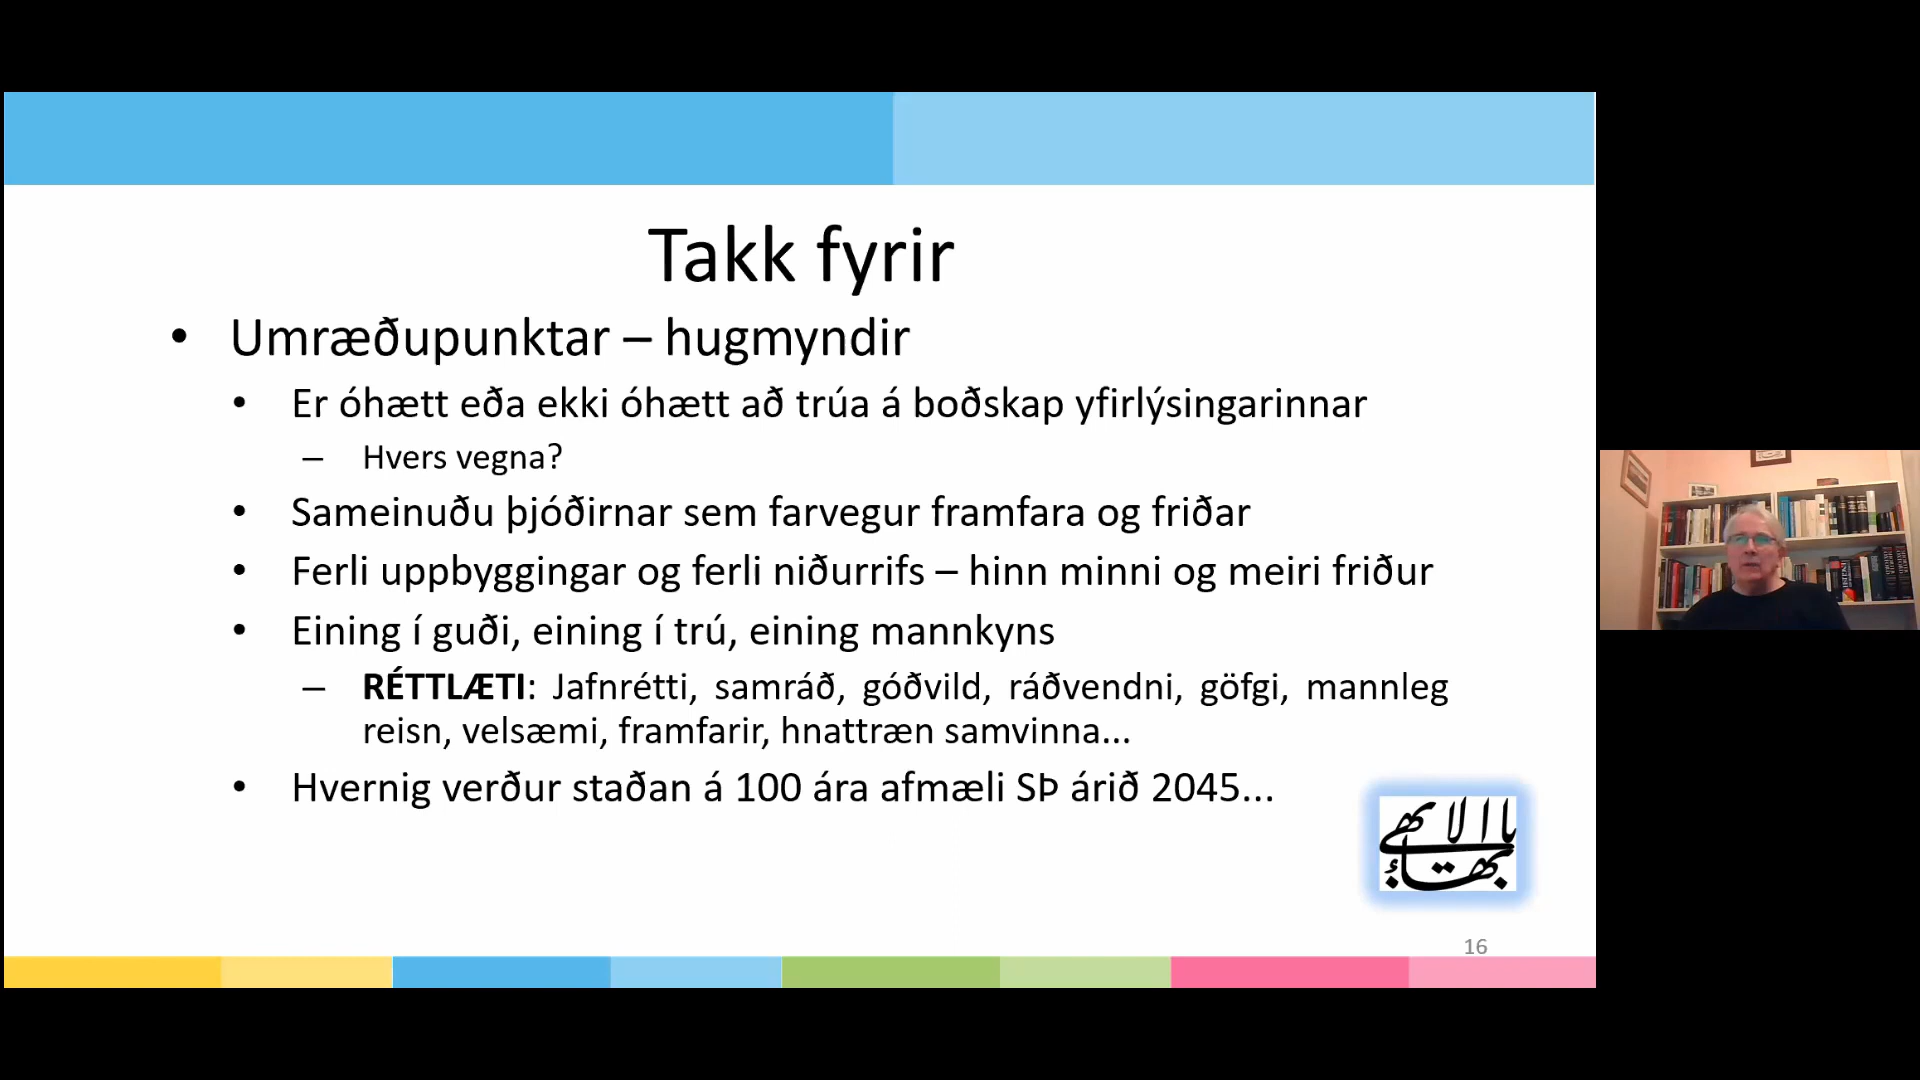 Takk fyrir
• Umræðupunktar – hugmyndir
• Er óhætt eða ekki óhætt að trúa á boðskap yfirlýsingarinnar
– Hvers vegna?
• Sameinuðu þjóðirnar sem farvegur framfara og friðar
• Ferli uppbyggingar og ferli niðurrifs – hinn minni og meiri friður
• Eining í guði, eining í trú, eining mannkyns
– RÉTTLÆTI: Jafnrétti, samráð, góðvild, ráðvendni, göfgi, mannleg
reisn, velsæmi, framfarir, hnattræn samvinna...
• Hvernig verður staðan á 100 ára afmæli SÞ árið 2045...
يا بهاء الابهى
16